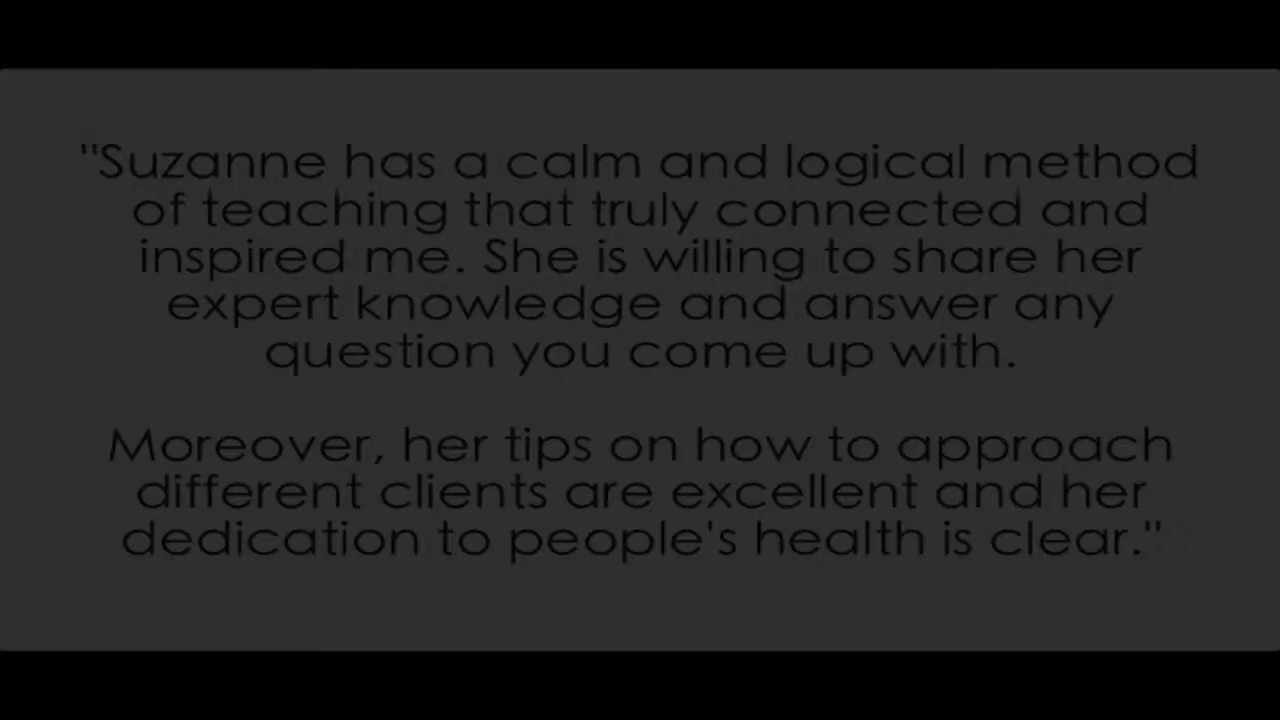 "Suzanne has a calm and logical method
of teaching that truly connected and
inspired me. She is willing to share her
expert knowledge and answer any
question you come up with.
Moreover, her tips on how to approach
different clients are excellent and her
dedication to people's health is clear."